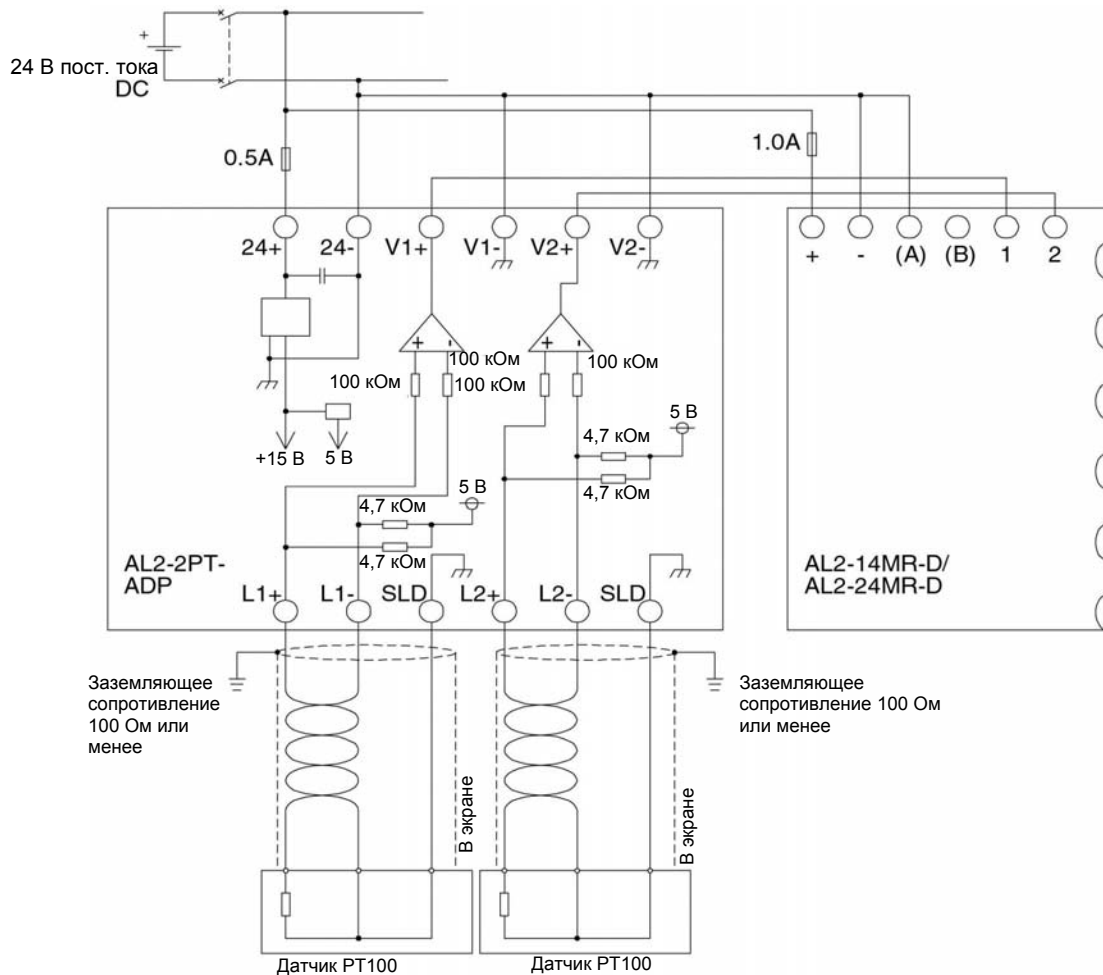 +
24 В пост. тока
DC
0.5A
1.0A
24+ 24- V1+ V1- V2+ V2-
+ - (A) (B) 1 2
+ - + -
100 кОм 100 кОм
100 кОм 100 кОм
5 В
4,7 кОм
+15 В 5 В
4,7 кОм
5 В
4,7 кОм
4,7 кОм
AL2-2PT-
ADP
AL2-14MR-D/
AL2-24MR-D
L1+ L1- SLD L2+ L2- SLD
Заземляющее
сопротивление
100 Ом или
менее
Заземляющее
сопротивление 100 Ом
или менее
В экране
В экране
Датчик PT100
Датчик PT100